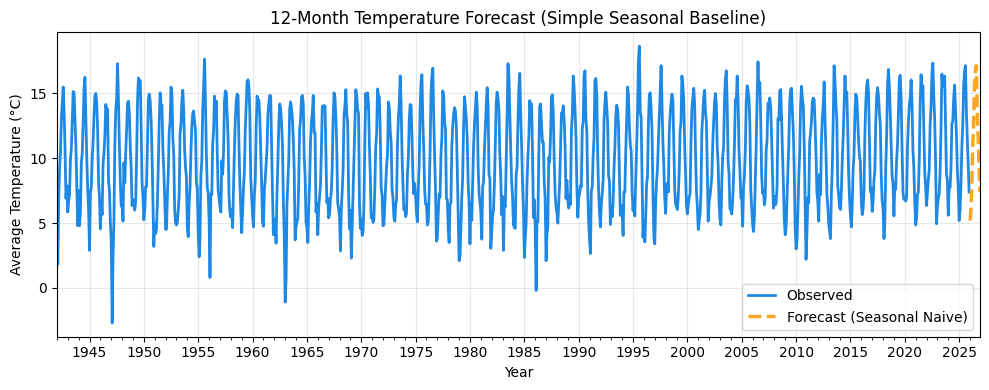 12-Month Temperature Forecast (Simple Seasonal Baseline)
Average Temperature (°C)
15
10
5
0
Observed
Forecast (Seasonal Naive)
1945 1950 1955 1960 1965 1970 1975 1980 1985 1990 1995 2000 2005 2010 2015 2020 2025
Year